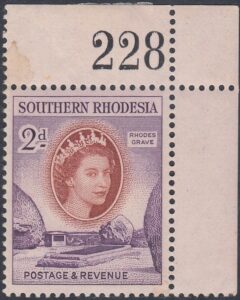 228
SOUTHERN RHODESIA
2d
RHODES
GRAVE
POSTAGE & REVENUE